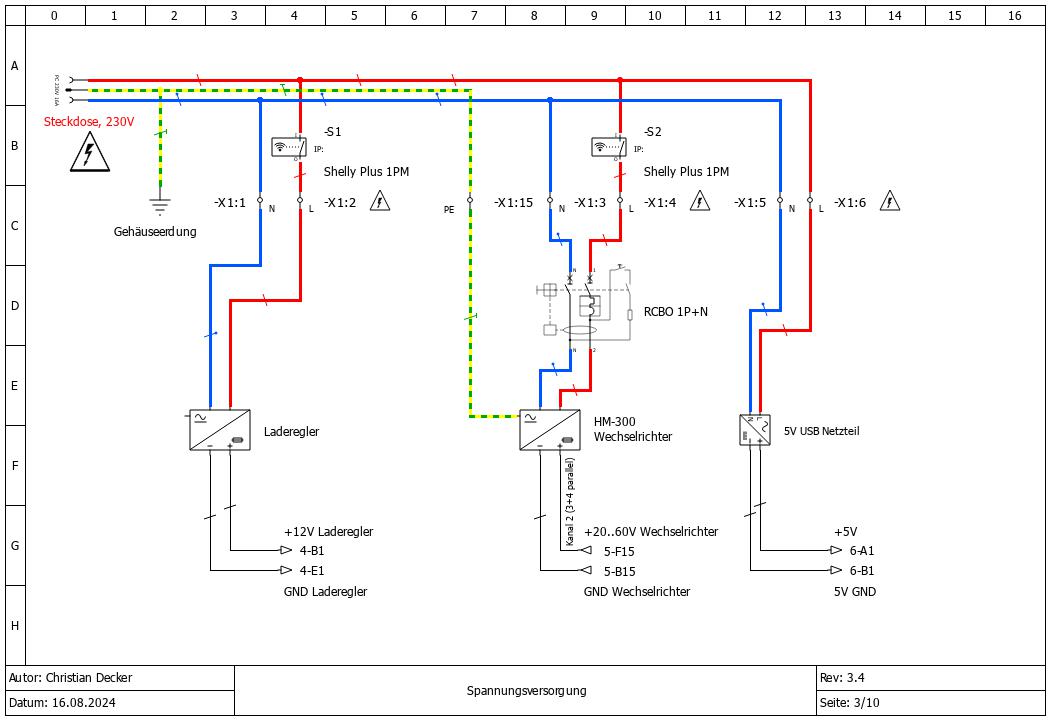 0 1 2 3 4 5 6 7 8 9 10 11 12 13 14 15 16
A
B
C
D
E
F
G
H
Steckdose, 230V
Gehäuseerdung
-S1
IP:
Shelly Plus 1PM
-S2
IP:
Shelly Plus 1PM
-X1:1
N
L
-X1:2
PE
-X1:15
N
-X1:3
L
-X1:4
-X1:5
N
L
-X1:6
N
1
RCBO 1P+N
N
2
Laderegler
HM-300
Wechselrichter
N
L
5V USB Netzteil
Kanal 2 (3+4 parallel)
+12V Laderegler
4-B1
4-E1
GND Laderegler
+20..60V Wechselrichter
5-F15
5-B15
GND Wechselrichter
+5V
6-A1
6-B1
5V GND
Autor: Christian Decker
Datum: 16.08.2024
Spannungsversorgung
Rev: 3.4
Seite: 3/10